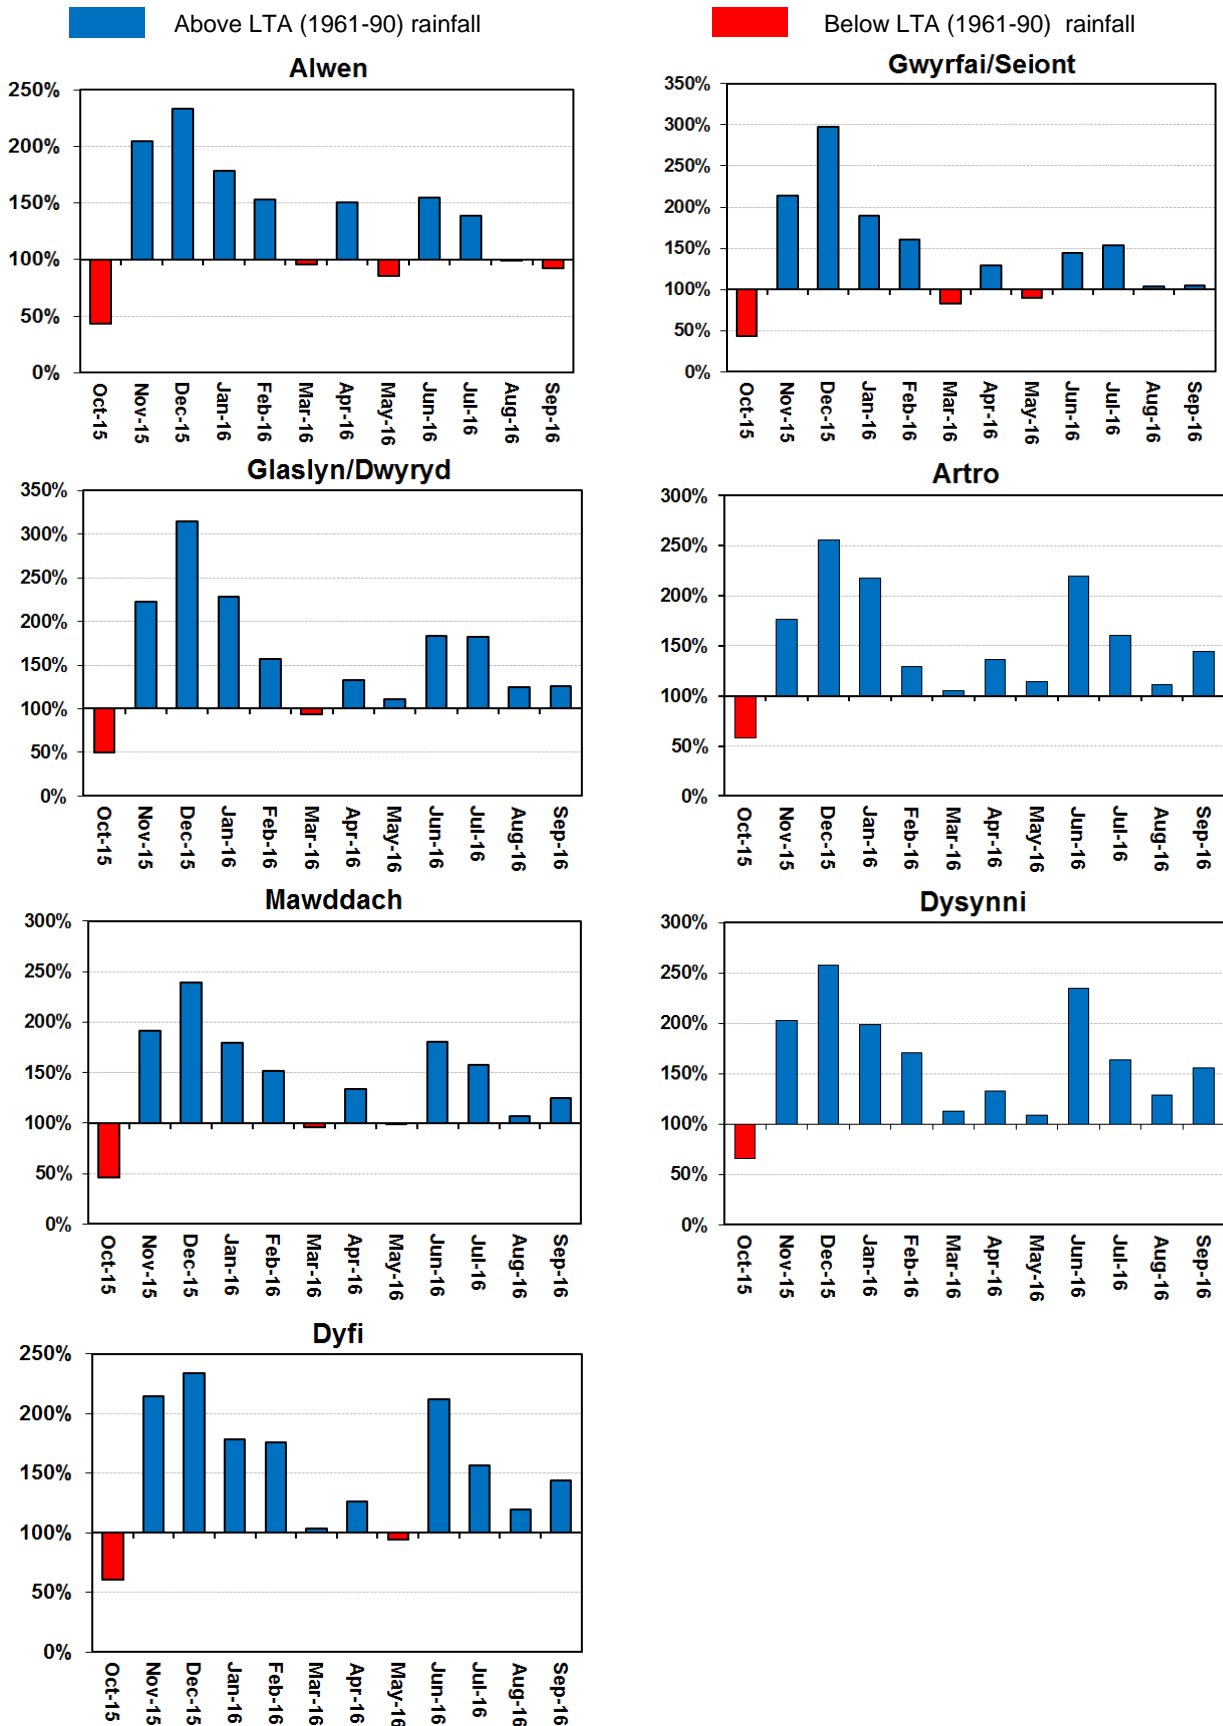 Above LTA (1961-90) rainfall
Below LTA (1961-90) rainfall
Alwen
250%
200%
150%
100%
50%
0%
Oct-15
Nov-15
Dec-15
Jan-16
Feb-16
Mar-16
Apr-16
May-16
Jun-16
Jul-16
Aug-16
Sep-16
Gwyrfai/Seiont
350%
300%
250%
200%
150%
100%
50%
0%
Oct-15
Nov-15
Dec-15
Jan-16
Feb-16
Mar-16
Apr-16
May-16
Jun-16
Jul-16
Aug-16
Sep-16
Glaslyn/Dwyryd
350%
300%
250%
200%
150%
100%
50%
0%
Oct-15
Nov-15
Dec-15
Jan-16
Feb-16
Mar-16
Apr-16
May-16
Jun-16
Jul-16
Aug-16
Sep-16
Artro
300%
250%
200%
150%
100%
50%
0%
Oct-15
Nov-15
Dec-15
Jan-16
Feb-16
Mar-16
Apr-16
May-16
Jun-16
Jul-16
Aug-16
Sep-16
Mawddach
300%
250%
200%
150%
100%
50%
0%
Oct-15
Nov-15
Dec-15
Jan-16
Feb-16
Mar-16
Apr-16
May-16
Jun-16
Jul-16
Aug-16
Sep-16
Dysynni
300%
250%
200%
150%
100%
50%
0%
Oct-15
Nov-15
Dec-15
Jan-16
Feb-16
Mar-16
Apr-16
May-16
Jun-16
Jul-16
Aug-16
Sep-16
Dyfi
250%
200%
150%
100%
50%
0%
Oct-15
Nov-15
Dec-15
Jan-16
Feb-16
Mar-16
Apr-16
May-16
Jun-16
Jul-16
Aug-16
Sep-16